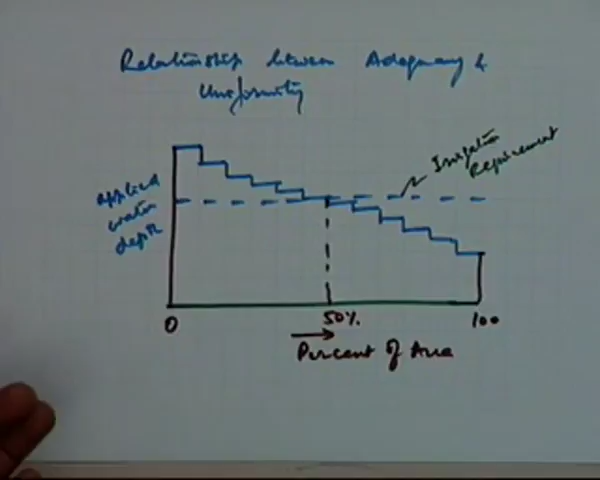 Relationship between Adequacy &
Uniformity
Irrigation
Requirement
applied
water
depth
0
50%.
100
Percent of Area